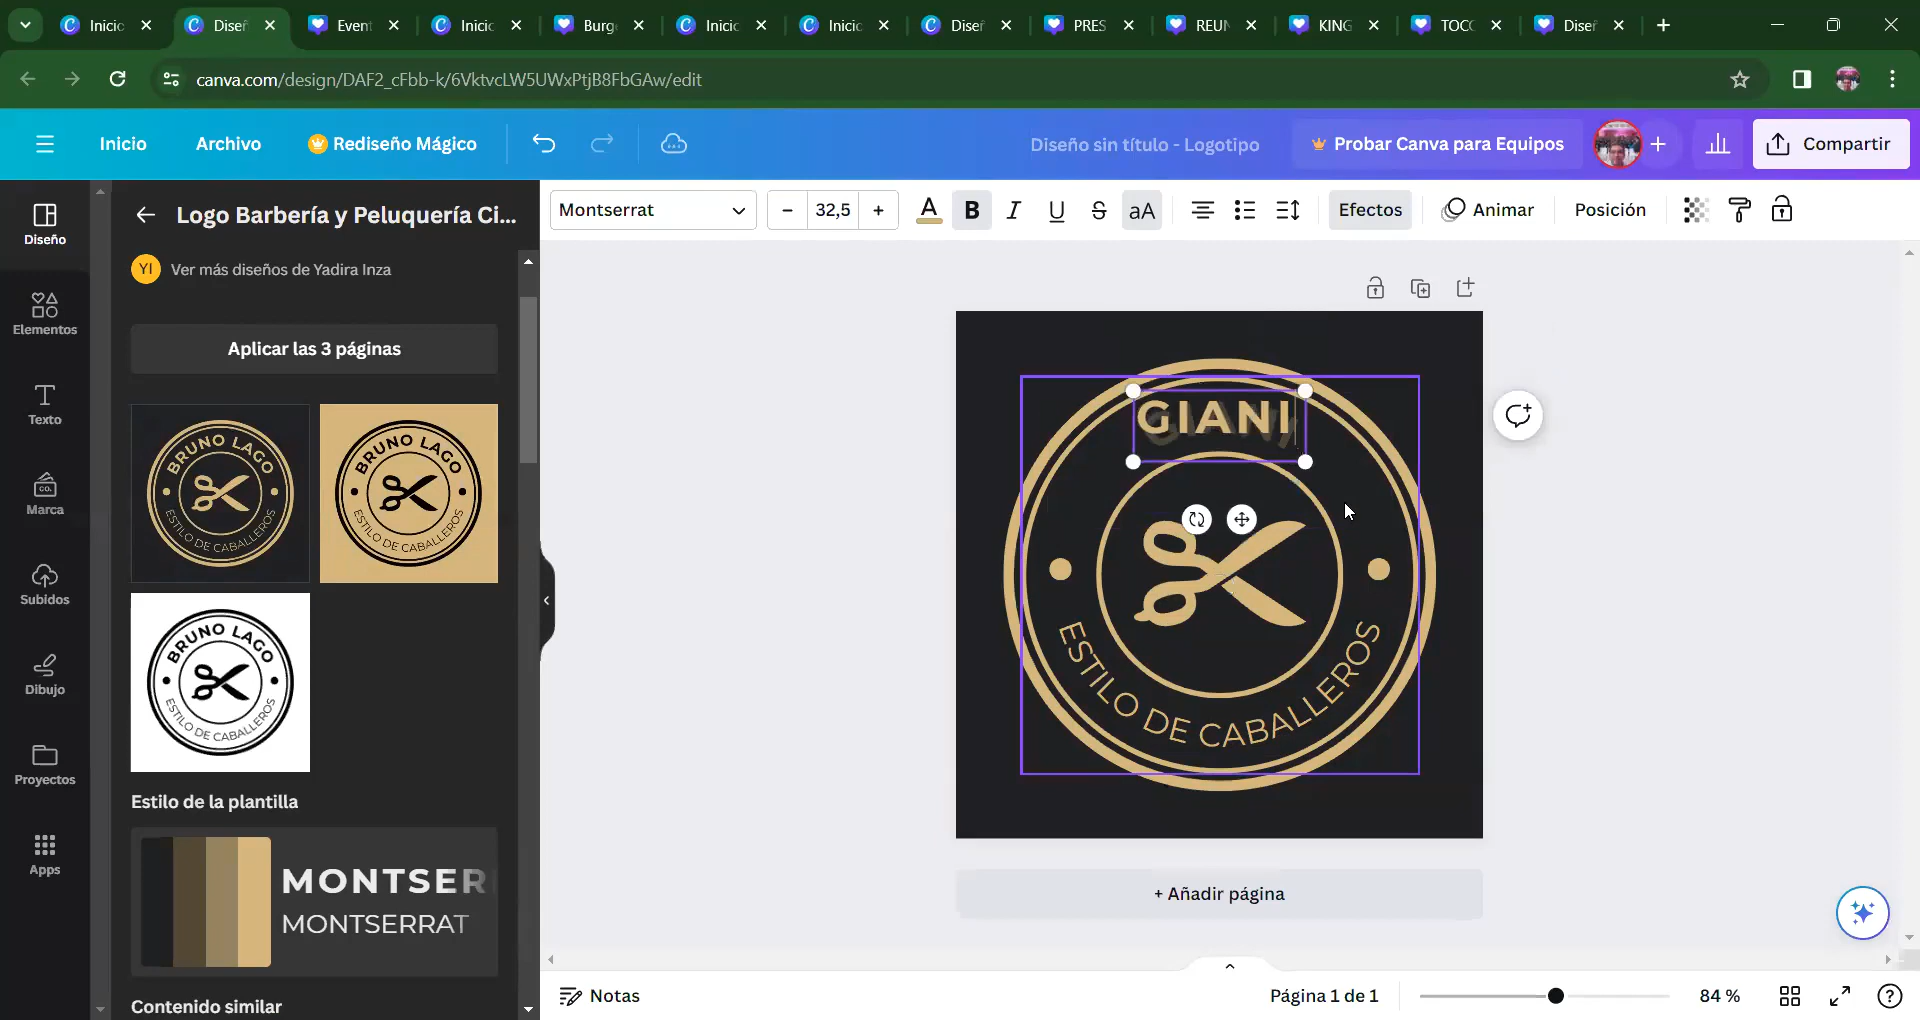 Inicio
Diseñ
Event
Inicio
Burge
Inicio
Inicio
Diseñ
PRES
REUN
KING
TOCO
Diseñ
canva.com/design/DAF2_cFbb-k/6VktvcLW5UWxPtjB8FbGAw/edit
Inicio
Archivo
Rediseño Mágico
Diseño sin título - Logotipo
Probar Canva para Equipos
Compartir
Diseño
Elementos
Texto
CO.
Marca
Subidos
Dibujo
Proyectos
Apps
Logo Barbería y Peluquería Ci...
YI
Ver más diseños de Yadira Inza
Aplicar las 3 páginas
BRUNO LAGO
ESTILO DE CABALLEROS
BRUNO LAGO
ESTILO DE CABALLEROS
BRUNO LAGO
ESTILO DE CABALLEROS
Estilo de la plantilla
MONTSER
MONTSERRAT
Contenido similar
Montserrat
32,5
A
B
I
U
S
aA
Efectos
Animar
Posición
GIANI
ESTILO DE CABALLEROS
+ Añadir página
Notas
Página 1 de 1
84 %